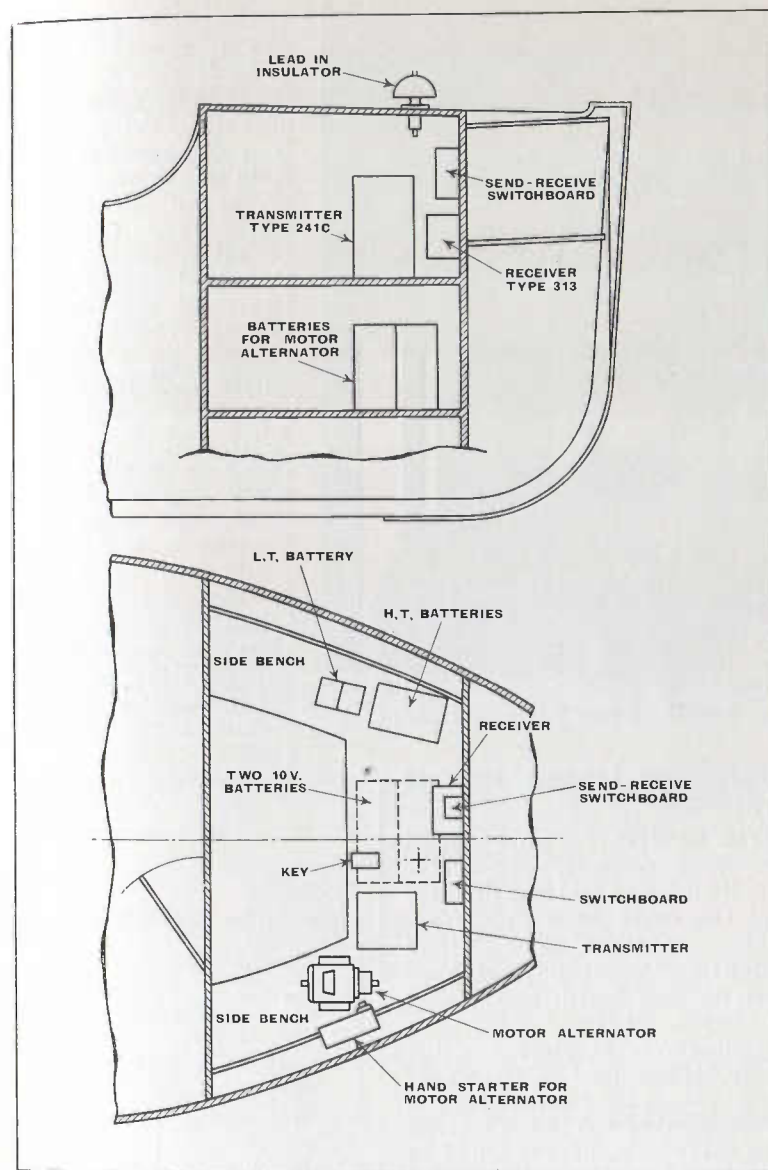 LEAD IN
INSULATOR
SEND-RECEIVE
SWITCHBOARD
TRANSMITTER
TYPE 241C
RECEIVER
TYPE 313
BATTERIES
FOR MOTOR
ALTERNATOR
L.T. BATTERY
H.T. BATTERIES
SIDE BENCH
RECEIVER
TWO 10V.
BATTERIES
SEND-RECEIVE
SWITCHBOARD
KEY
SWITCHBOARD
TRANSMITTER
SIDE BENCH
MOTOR ALTERNATOR
HAND STARTER FOR
MOTOR ALTERNATOR